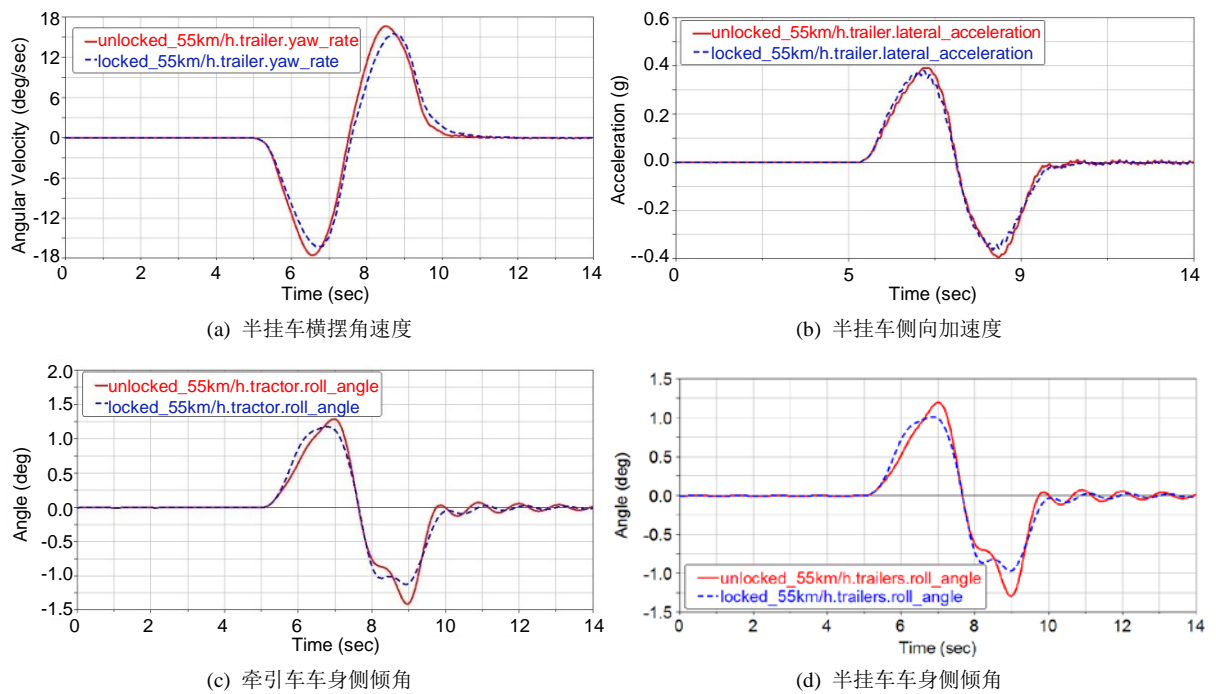 unlocked_55km/h.trailer.yaw_rate
locked_55km/h.trailer.yaw_rate
Angular Velocity (deg/sec)
18
12
6
0
-6
-12
-18
0 2 4 6 8 10 12 14
Time (sec)
(a) 半挂车横摆角速度
unlocked_55km/h.trailer.lateral_acceleration
locked_55km/h.trailer.lateral_acceleration
Acceleration (g)
0.6
0.4
0.2
0.0
-0.2
--0.4
0 5 9 14
Time (sec)
(b) 半挂车侧向加速度
unlocked_55km/h.tractor.roll_angle
locked_55km/h.tractor.roll_angle
Angle (deg)
2.0
1.5
1.0
0.5
0.0
-0.5
-1.0
-1.5
0 2 4 6 8 10 12 14
Time (sec)
(c) 牵引车车身侧倾角
Angle (deg)
1.5
1.0
0.5
0.0
-0.5
-1.0
-1.5
unlocked_55km/h.trailers.roll_angle
locked_55km/h.trailers.roll_angle
0 2 4 6 8 10 12 14
Time (sec)
(d) 半挂车车身侧倾角